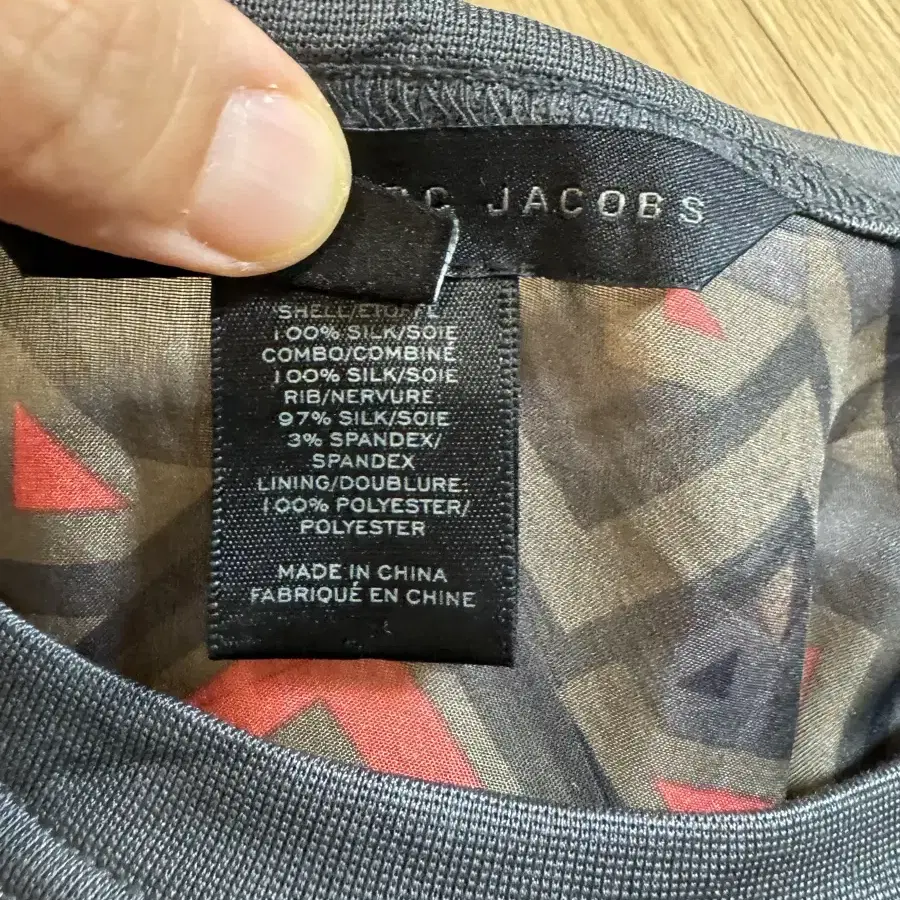 RC JACOBS
SHELL/ETOFFE
100% SILK/SOIE
COMBO/COMBINÉ
100% SILK/SOIE
RIB/NERVURE:
97% SILK/SOIE
3% SPANDEX/
SPANDEX
LINING/DOUBLURE:
100% POLYESTER/
POLYESTER
MADE IN CHINA
FABRIQUÉ EN CHINE